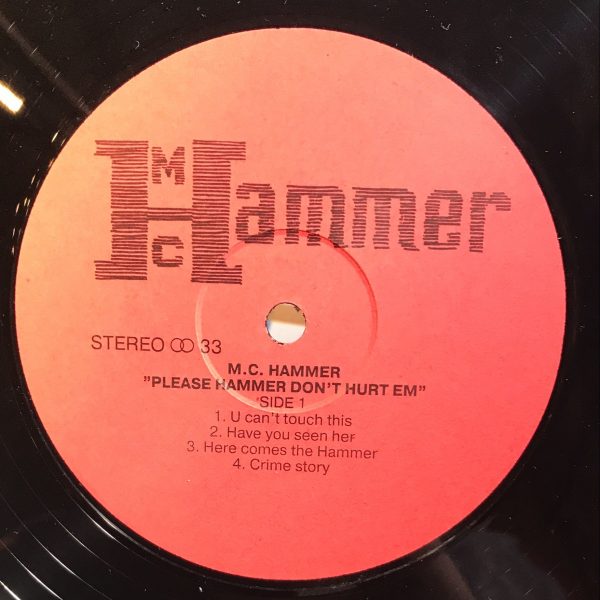 MC Hammer
STEREO ꝏ 33
M.C. HAMMER
”PLEASE HAMMER DON'T HURT EM”
SIDE 1
1. U can't touch this
2. Have you seen her
3. Here comes the Hammer
4. Crime story